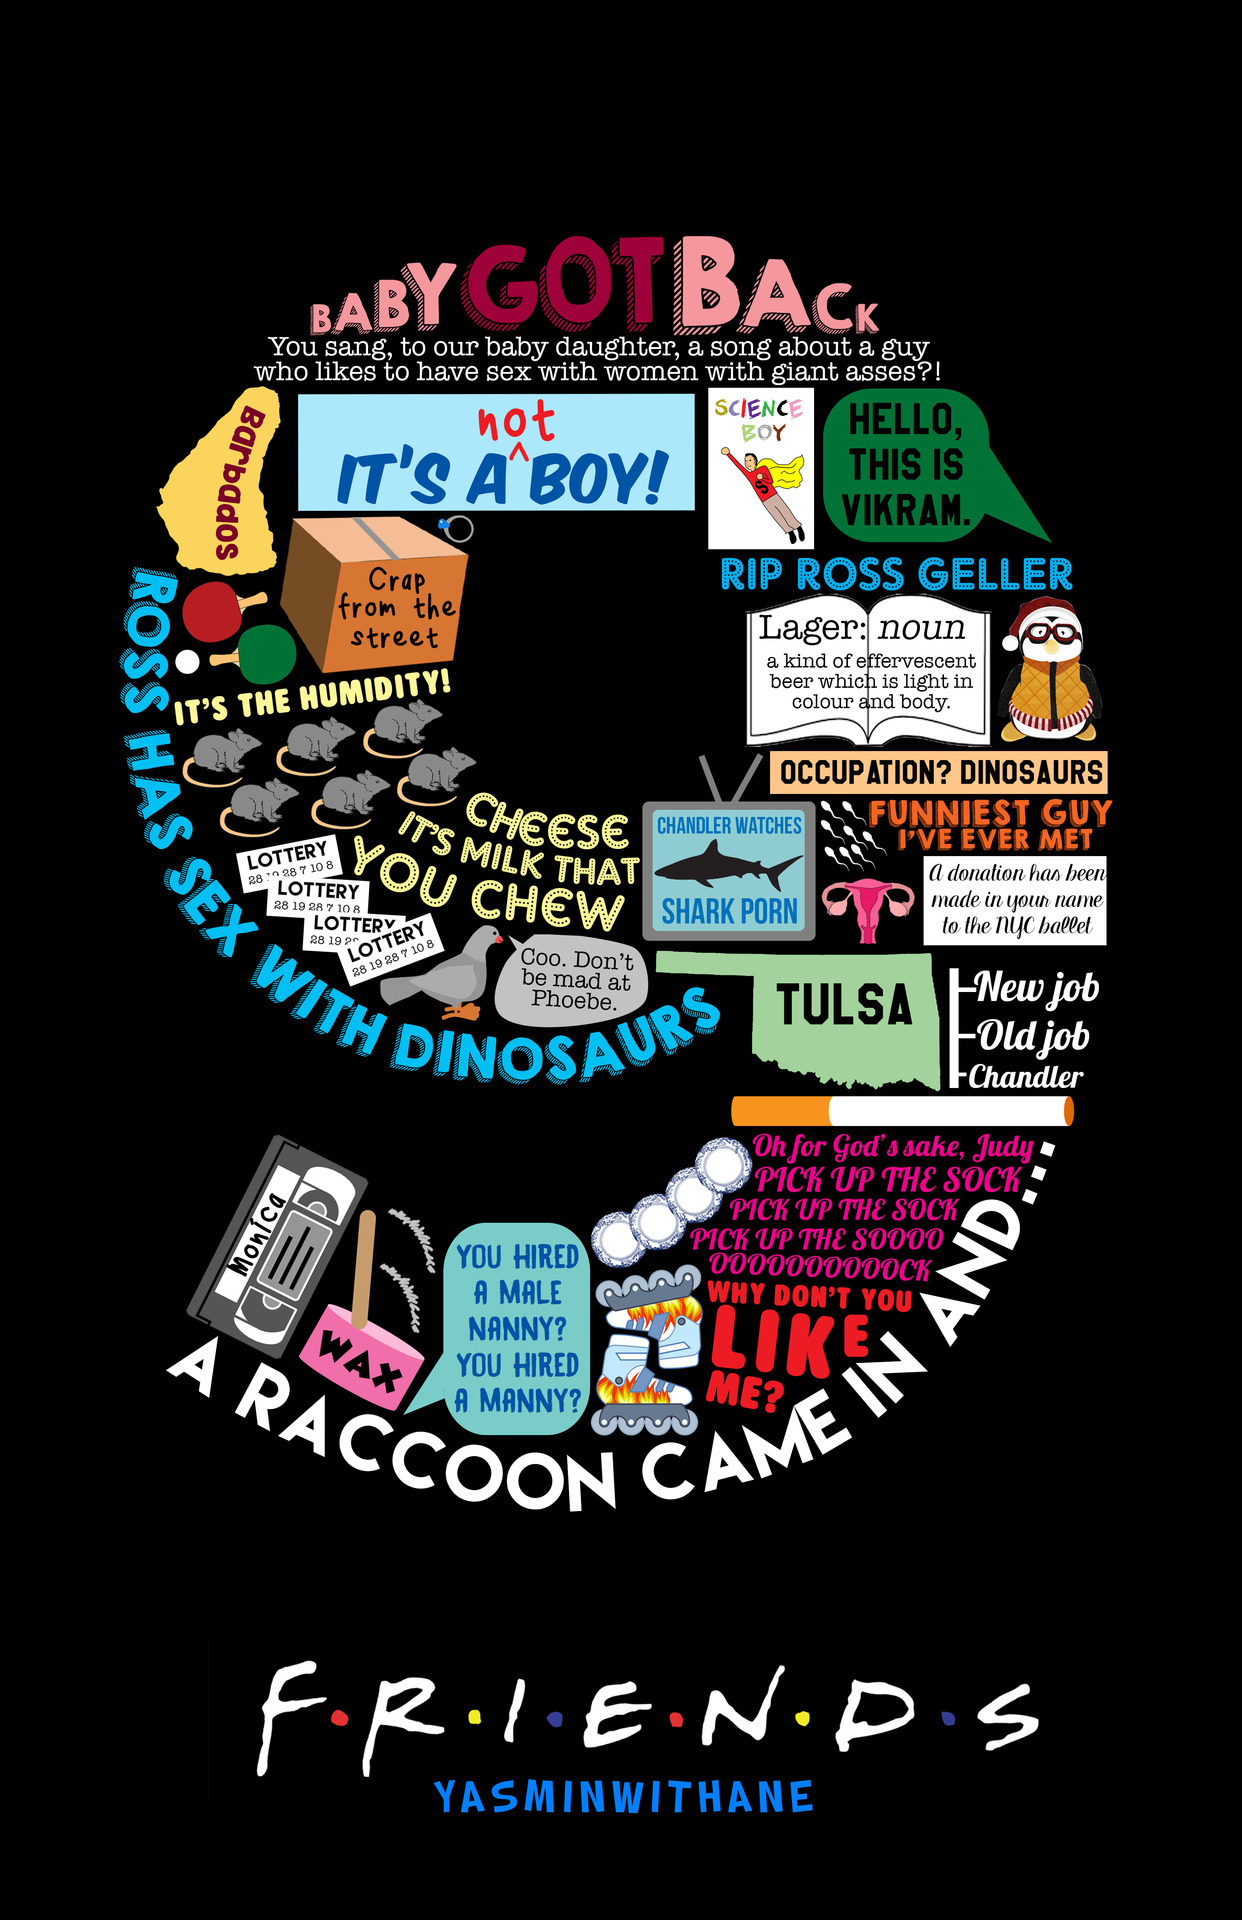 BABY GOT BACK
You sang, to our baby daughter, a song about a guy
who likes to have sex with women with giant asses?!
Barbados
not
IT'S A ^ BOY!
SCIENCE
BOY
S
HELLO,
THIS IS
VIKRAM.
RIP ROSS GELLER
Crap
from the
street
Lager: noun
a kind of effervescent
beer which is light in
colour and body.
IT'S THE HUMIDITY!
ROSS HAS SEX WITH DINOSAURS
OCCUPATION? DINOSAURS
CHEESE
IT'S MILK THAT
YOU CHEW
CHANDLER WATCHES
SHARK PORN
FUNNIEST GUY
I'VE EVER MET
A donation has been
made in your name
to the NYC ballet
LOTTERY
28 19 28 7 10 8
LOTTERY
28 19 28 7 10 8
LOTTERY
28 19
LOTTERY
28 19 28 7 10 8
Coo. Don't
be mad at
Phoebe.
TULSA
New job
Old job
Chandler
Oh for God's sake, Judy
PICK UP THE SOCK
PICK UP THE SOCK
PICK UP THE SOOOO
OOOOOOOOOOOCK
Monica
WAX
YOU HIRED
A MALE
NANNY?
YOU HIRED
A MANNY?
WHY DON'T YOU
LIKE
ME?
A RACCOON CAME IN AND...
F·R·I·E·N·D·S
YASMINWITHANE